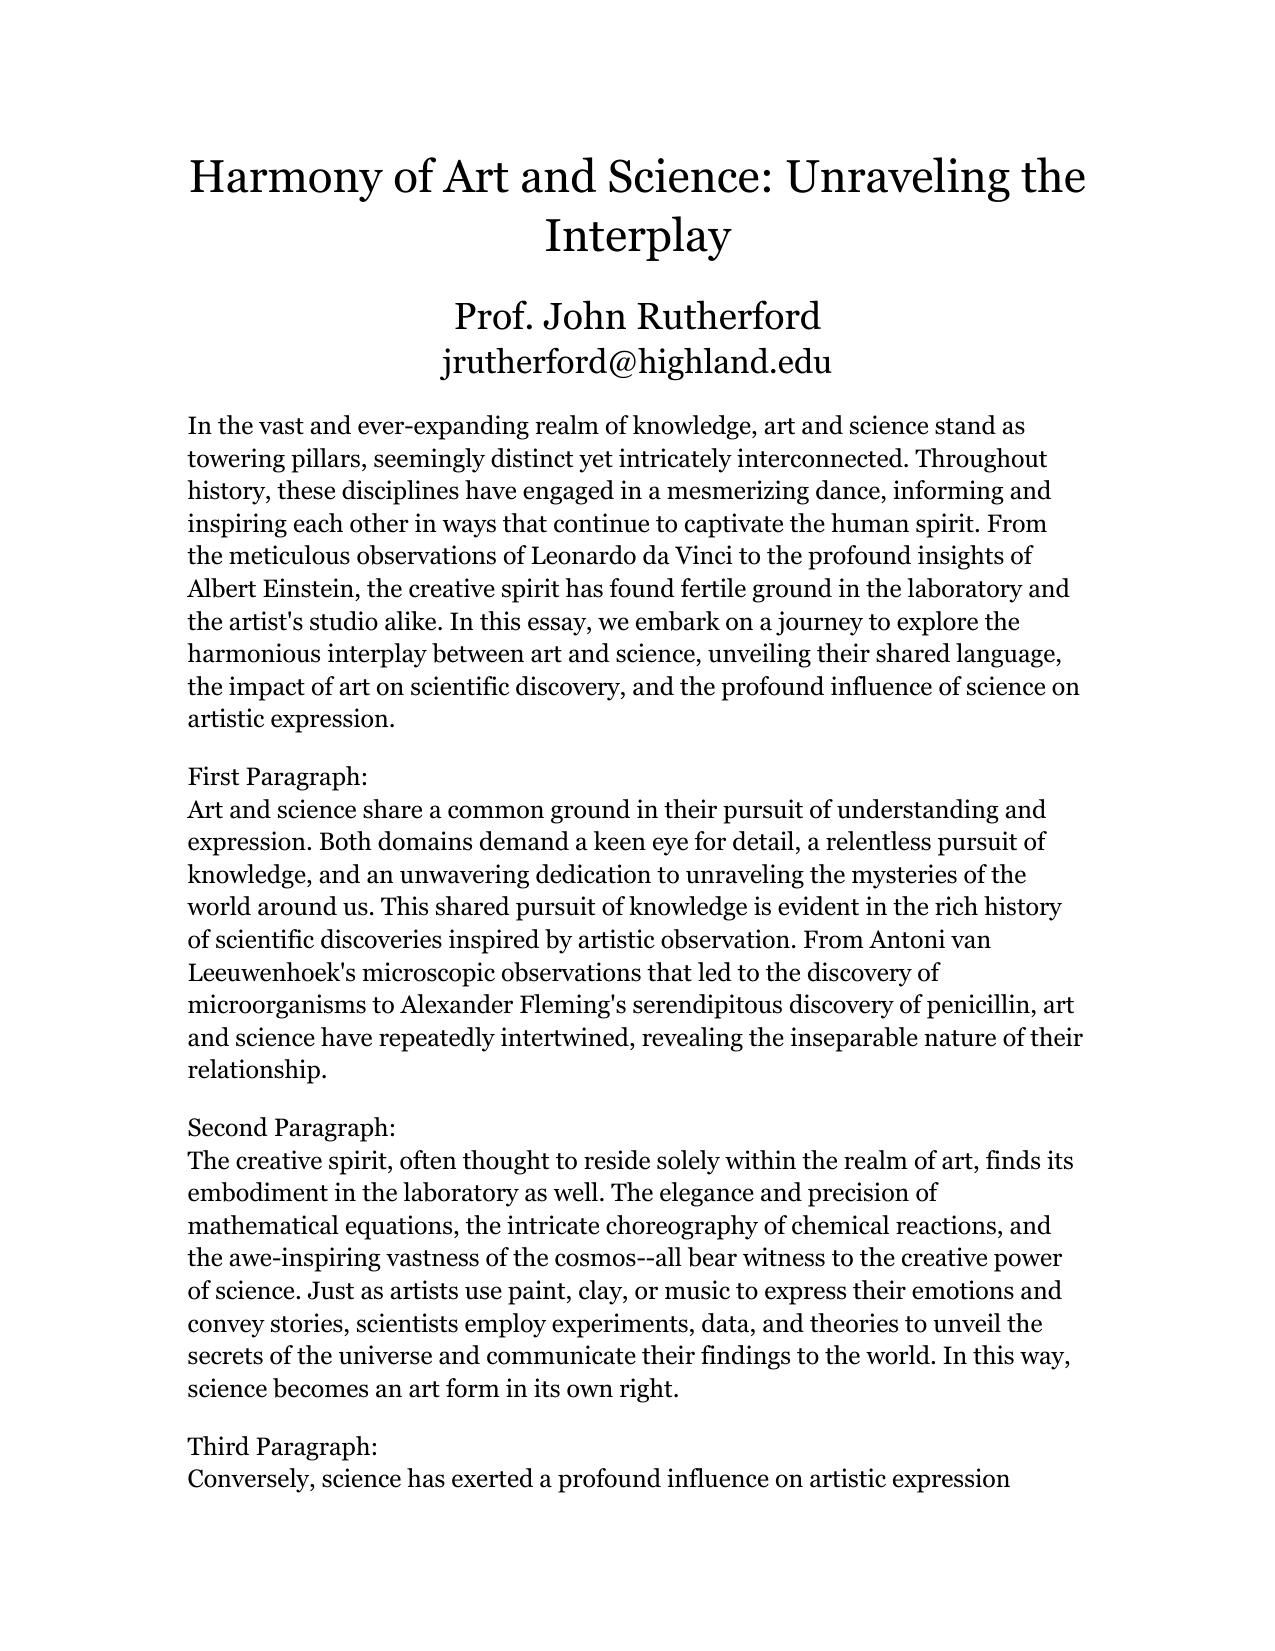 Harmony of Art and Science: Unraveling the
Interplay
Prof. John Rutherford
jrutherford@highland.edu
In the vast and ever-expanding realm of knowledge, art and science stand as
towering pillars, seemingly distinct yet intricately interconnected. Throughout
history, these disciplines have engaged in a mesmerizing dance, informing and
inspiring each other in ways that continue to captivate the human spirit. From
the meticulous observations of Leonardo da Vinci to the profound insights of
Albert Einstein, the creative spirit has found fertile ground in the laboratory and
the artist's studio alike. In this essay, we embark on a journey to explore the
harmonious interplay between art and science, unveiling their shared language,
the impact of art on scientific discovery, and the profound influence of science on
artistic expression.
First Paragraph:
Art and science share a common ground in their pursuit of understanding and
expression. Both domains demand a keen eye for detail, a relentless pursuit of
knowledge, and an unwavering dedication to unraveling the mysteries of the
world around us. This shared pursuit of knowledge is evident in the rich history
of scientific discoveries inspired by artistic observation. From Antoni van
Leeuwenhoek's microscopic observations that led to the discovery of
microorganisms to Alexander Fleming's serendipitous discovery of penicillin, art
and science have repeatedly intertwined, revealing the inseparable nature of their
relationship.
Second Paragraph:
The creative spirit, often thought to reside solely within the realm of art, finds its
embodiment in the laboratory as well. The elegance and precision of
mathematical equations, the intricate choreography of chemical reactions, and
the awe-inspiring vastness of the cosmos--all bear witness to the creative power
of science. Just as artists use paint, clay, or music to express their emotions and
convey stories, scientists employ experiments, data, and theories to unveil the
secrets of the universe and communicate their findings to the world. In this way,
science becomes an art form in its own right.
Third Paragraph:
Conversely, science has exerted a profound influence on artistic expression